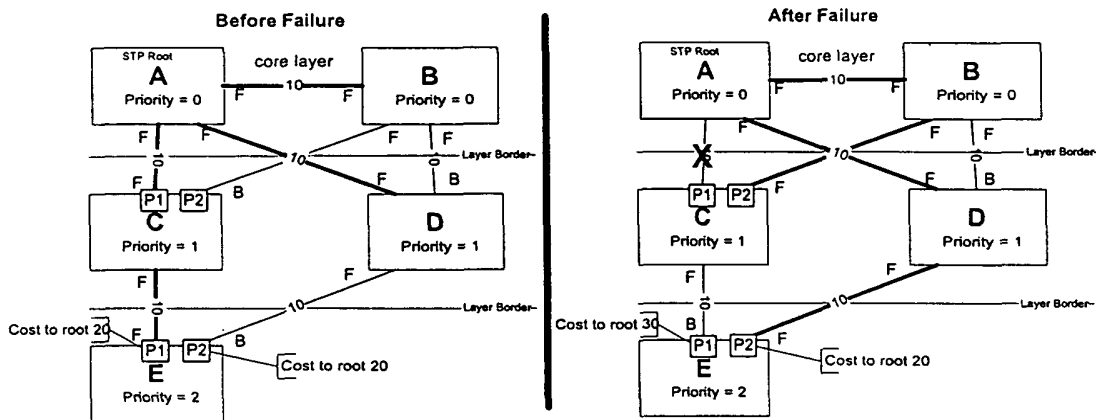 Before Failure
STP Root
A
Priority = 0
core layer
B
Priority = 0
F
10
F
F
F
F
F
10
10
10
Layer Border
F
P1
P2
B
F
B
C
Priority = 1
D
Priority = 1
F
F
10
10
Layer Border
Cost to root 20
F
P1
P2
B
Cost to root 20
E
Priority = 2
After Failure
STP Root
A
Priority = 0
core layer
B
Priority = 0
F
10
F
F
F
F
X
10
10
Layer Border
P1
P2
F
F
B
C
Priority = 1
D
Priority = 1
F
F
10
10
Layer Border
Cost to root 30
B
P1
P2
F
Cost to root 20
E
Priority = 2